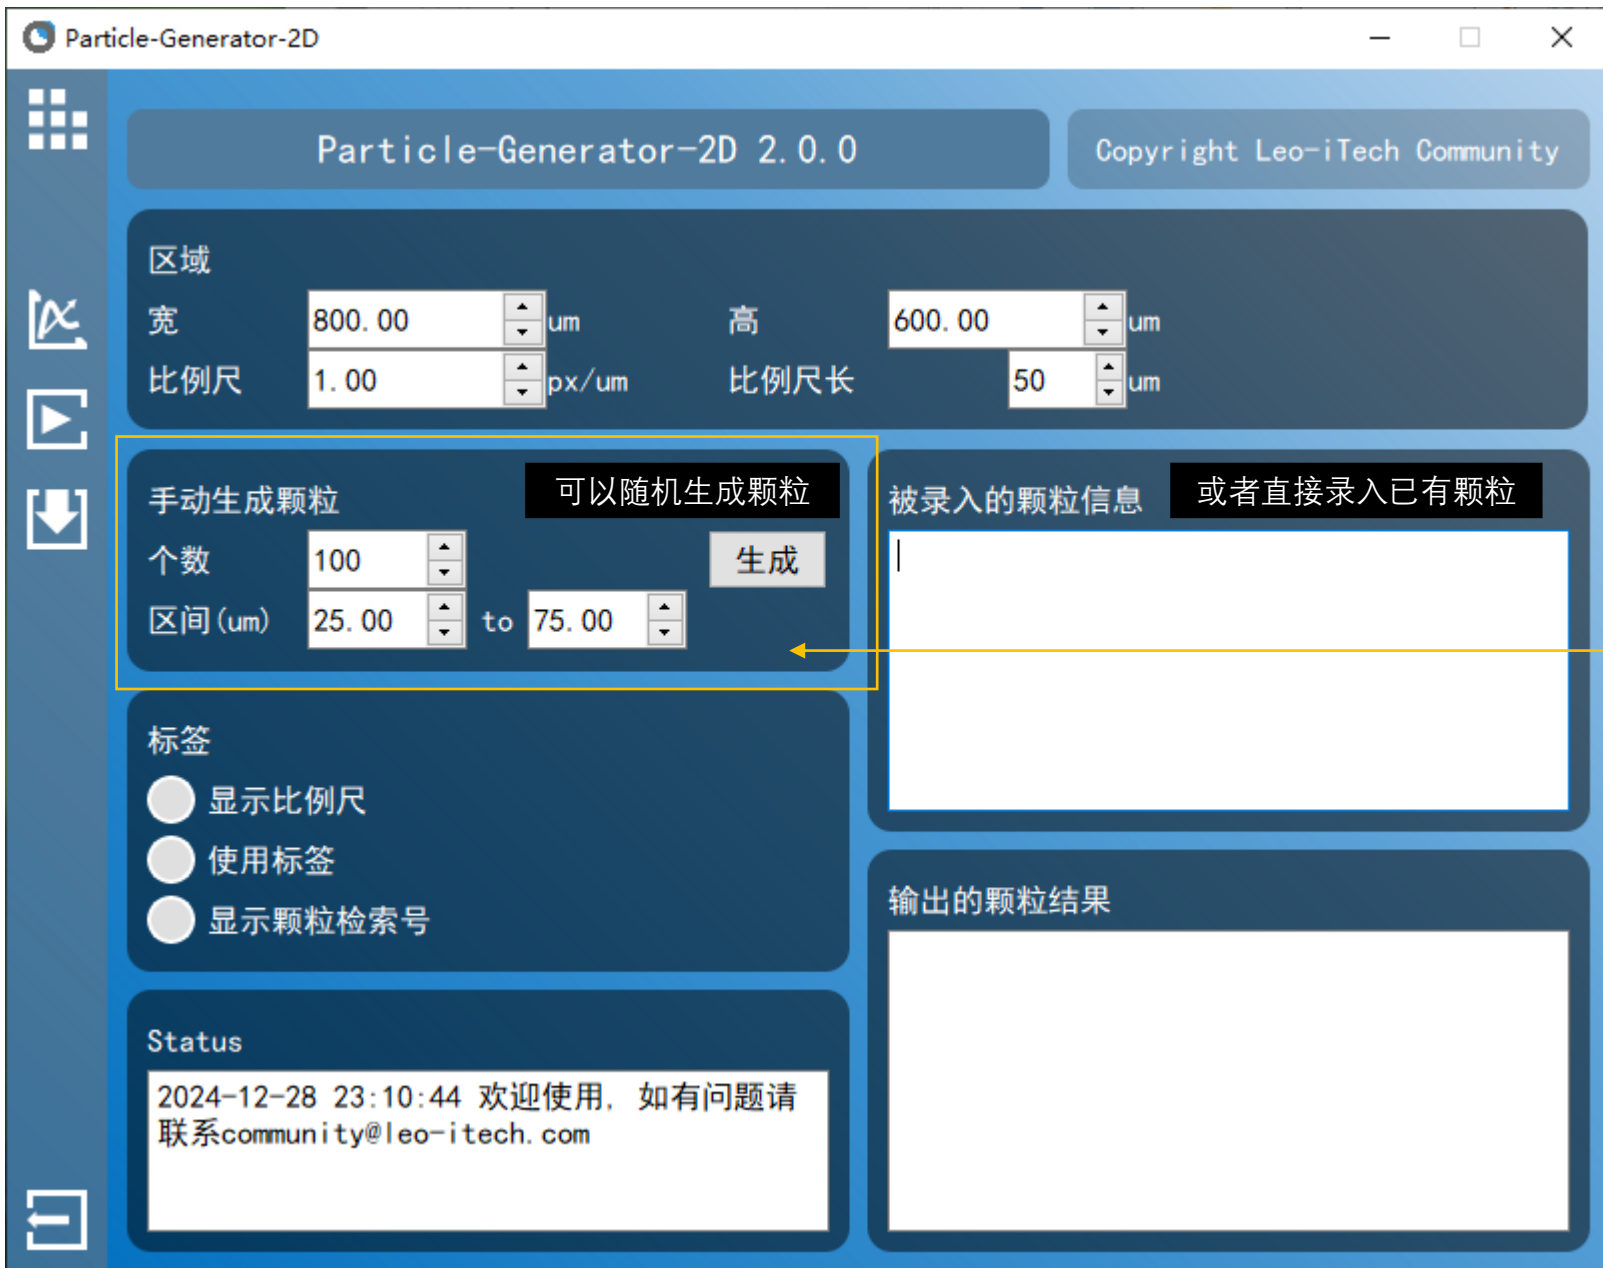 Particle-Generator-2D
Particle-Generator-2D 2.0.0
Copyright Leo-iTech Community
区域
宽 800.00 um 高 600.00 um
比例尺 1.00 px/um 比例尺长 50 um
手动生成颗粒 可以随机生成颗粒
个数 100 生成
区间(um) 25.00 to 75.00
被录入的颗粒信息 或者直接录入已有颗粒
标签
显示比例尺
使用标签
显示颗粒检索号
输出的颗粒结果
Status
2024-12-28 23:10:44 欢迎使用, 如有问题请
联系community@leo-itech.com